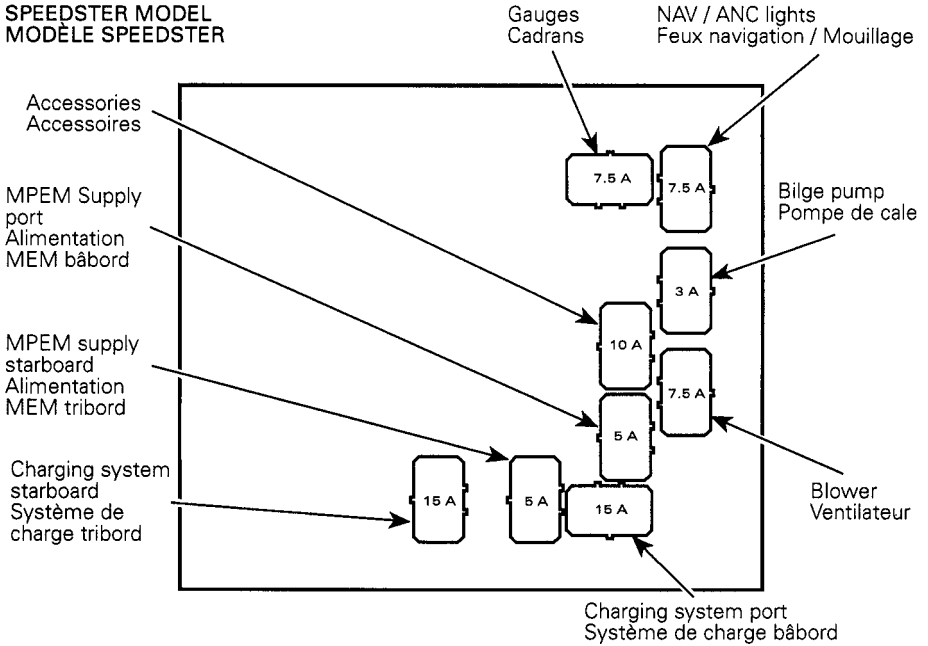 SPEEDSTER MODEL
MODÈLE SPEEDSTER
Gauges
Cadrans
NAV / ANC lights
Feux navigation / Mouillage
Accessories
Accessoires
7.5 A
7.5 A
MPEM Supply
port
Alimentation
MEM bâbord
Bilge pump
Pompe de cale
3 A
10 A
MPEM supply
starboard
Alimentation
MEM tribord
7.5 A
5 A
Charging system
starboard
Système de
charge tribord
15 A
5 A
15 A
Blower
Ventilateur
Charging system port
Système de charge bâbord